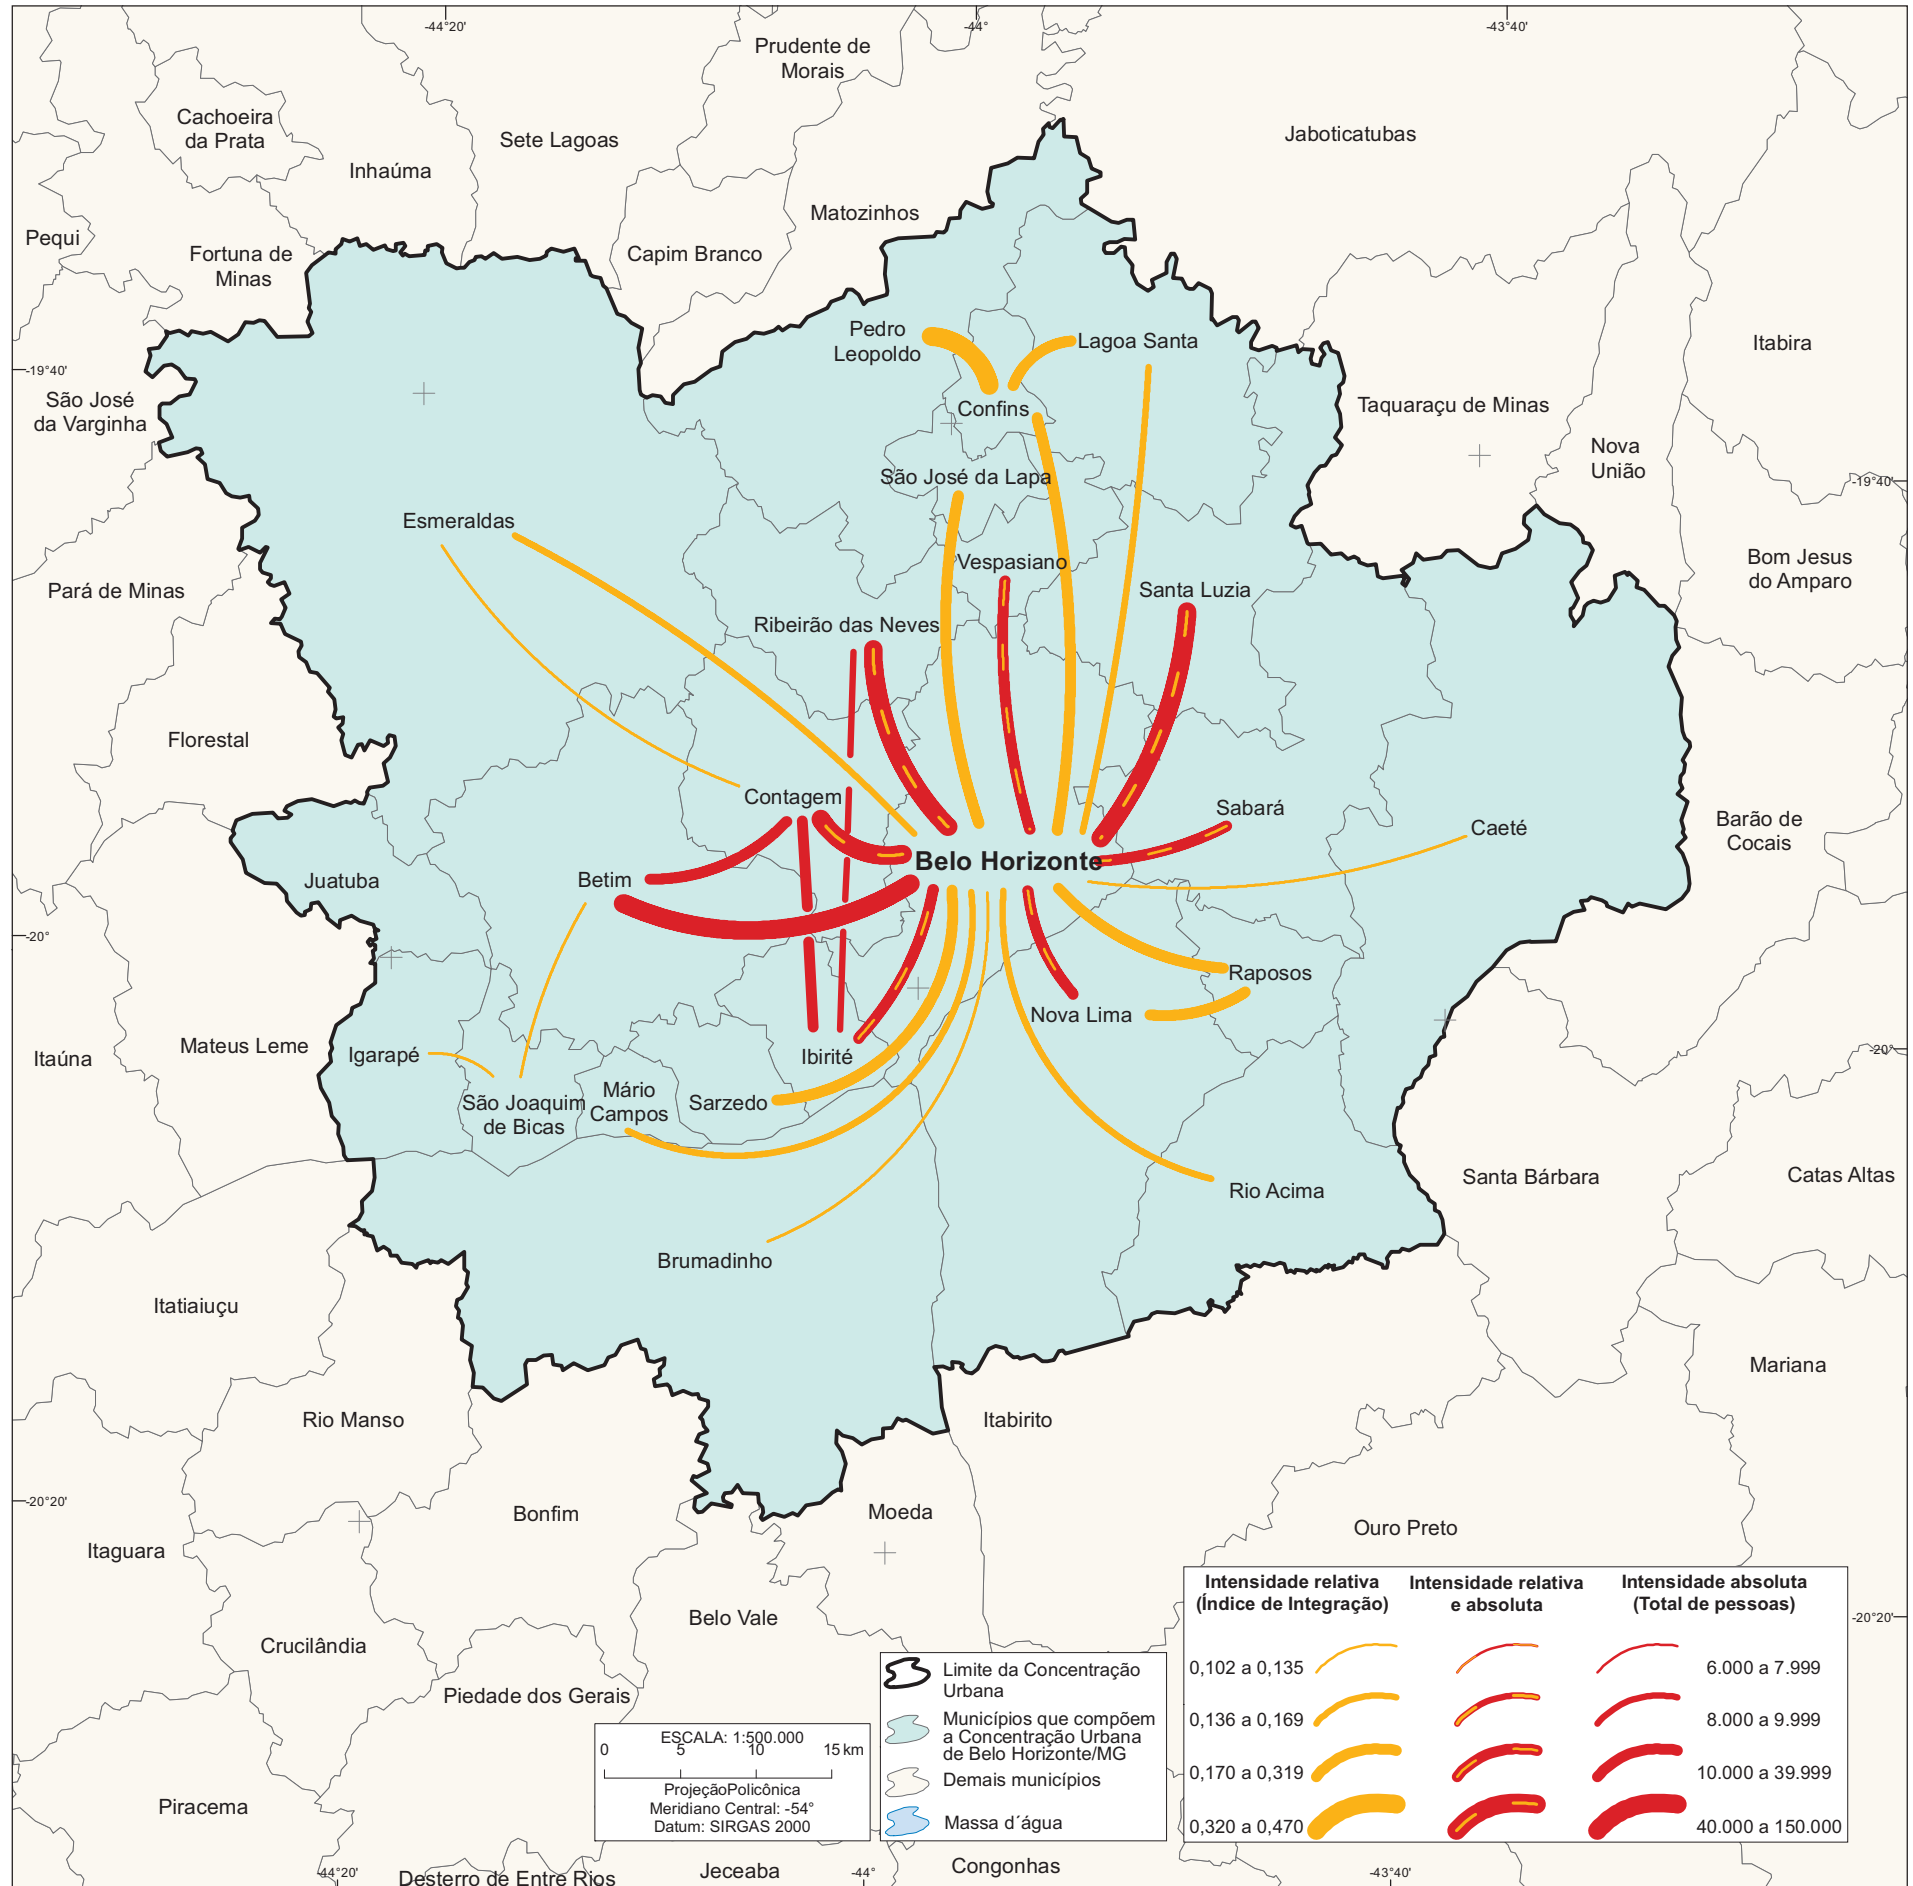 -44°20'
-44°
-43°40'
Prudente de
Morais
Cachoeira
da Prata
Sete Lagoas
Jaboticatubas
Inhaúma
Matozinhos
Pequi
Fortuna de
Minas
Capim Branco
Pedro
Leopoldo
Lagoa Santa
Itabira
-19°40'
São José
da Varginha
Confins
Taquaraçu de Minas
Nova
União
São José da Lapa
-19°40'
Esmeraldas
Vespasiano
Bom Jesus
do Amparo
Pará de Minas
Santa Luzia
Ribeirão das Neves
Florestal
Contagem
Sabará
Caeté
Barão de
Cocais
Belo Horizonte
Juatuba
Betim
-20°
Raposos
Nova Lima
Itaúna
Mateus Leme
Igarapé
Ibirité
-20°
São Joaquim
de Bicas
Mário
Campos
Sarzedo
Rio Acima
Santa Bárbara
Catas Altas
Brumadinho
Itatiaiuçu
Mariana
Rio Manso
Itabirito
-20°20'
Bonfim
Moeda
Ouro Preto
Itaguara
Belo Vale
Crucilândia
-20°20'
Piedade dos Gerais
Piracema
Desterro de Entre Rios
Jeceaba
Congonhas
-44°20'
-44°
-43°40'
ESCALA: 1:500.000
0 5 10 15 km
ProjeçãoPolicônica
Meridiano Central: -54°
Datum: SIRGAS 2000
Limite da Concentração
Urbana
Municípios que compõem
a Concentração Urbana
de Belo Horizonte/MG
Demais municípios
Massa d´água
Intensidade relativa
(Índice de Integração)
Intensidade relativa
e absoluta
Intensidade absoluta
(Total de pessoas)
0,102 a 0,135 6.000 a 7.999
0,136 a 0,169 8.000 a 9.999
0,170 a 0,319 10.000 a 39.999
0,320 a 0,470 40.000 a 150.000